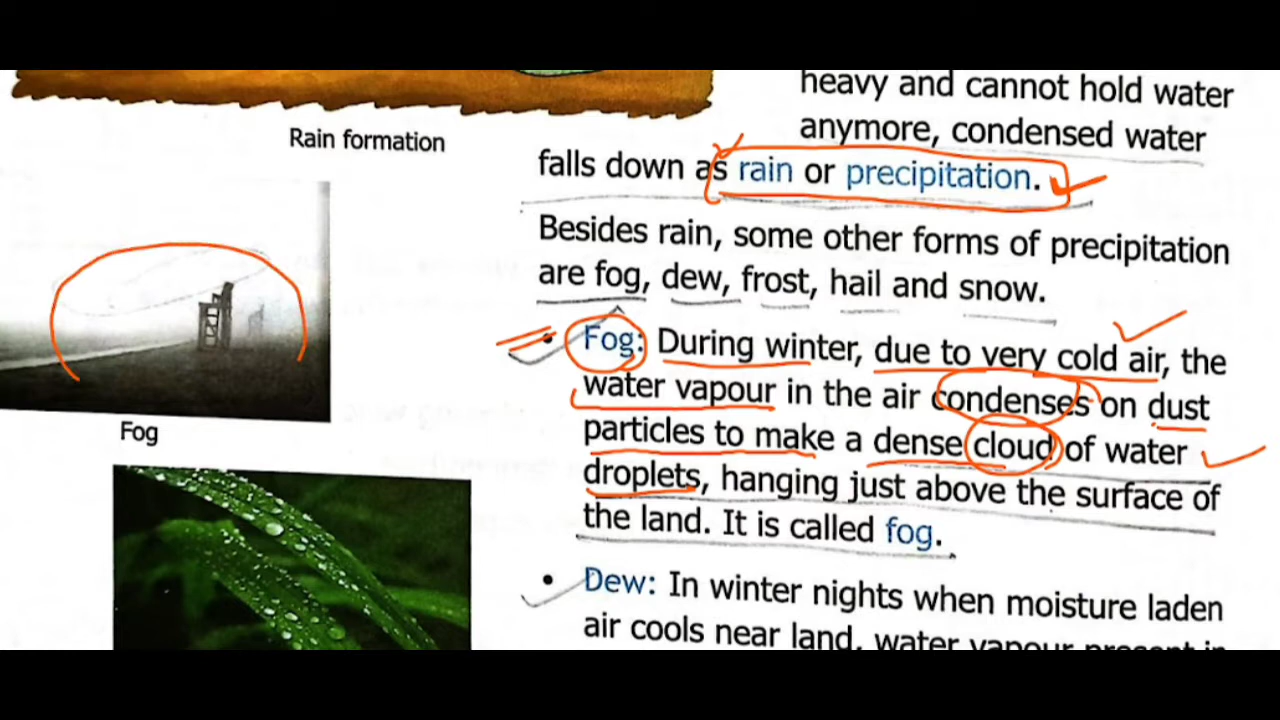 heavy and cannot hold water
anymore, condensed water
falls down as rain or precipitation.
Besides rain, some other forms of precipitation
are fog, dew, frost, hail and snow.
• Fog: During winter, due to very cold air, the
water vapour in the air condenses on dust
particles to make a dense cloud of water
droplets, hanging just above the surface of
the land. It is called fog.
• Dew: In winter nights when moisture laden
air cools near land, water vapour present in
Rain formation
Fog